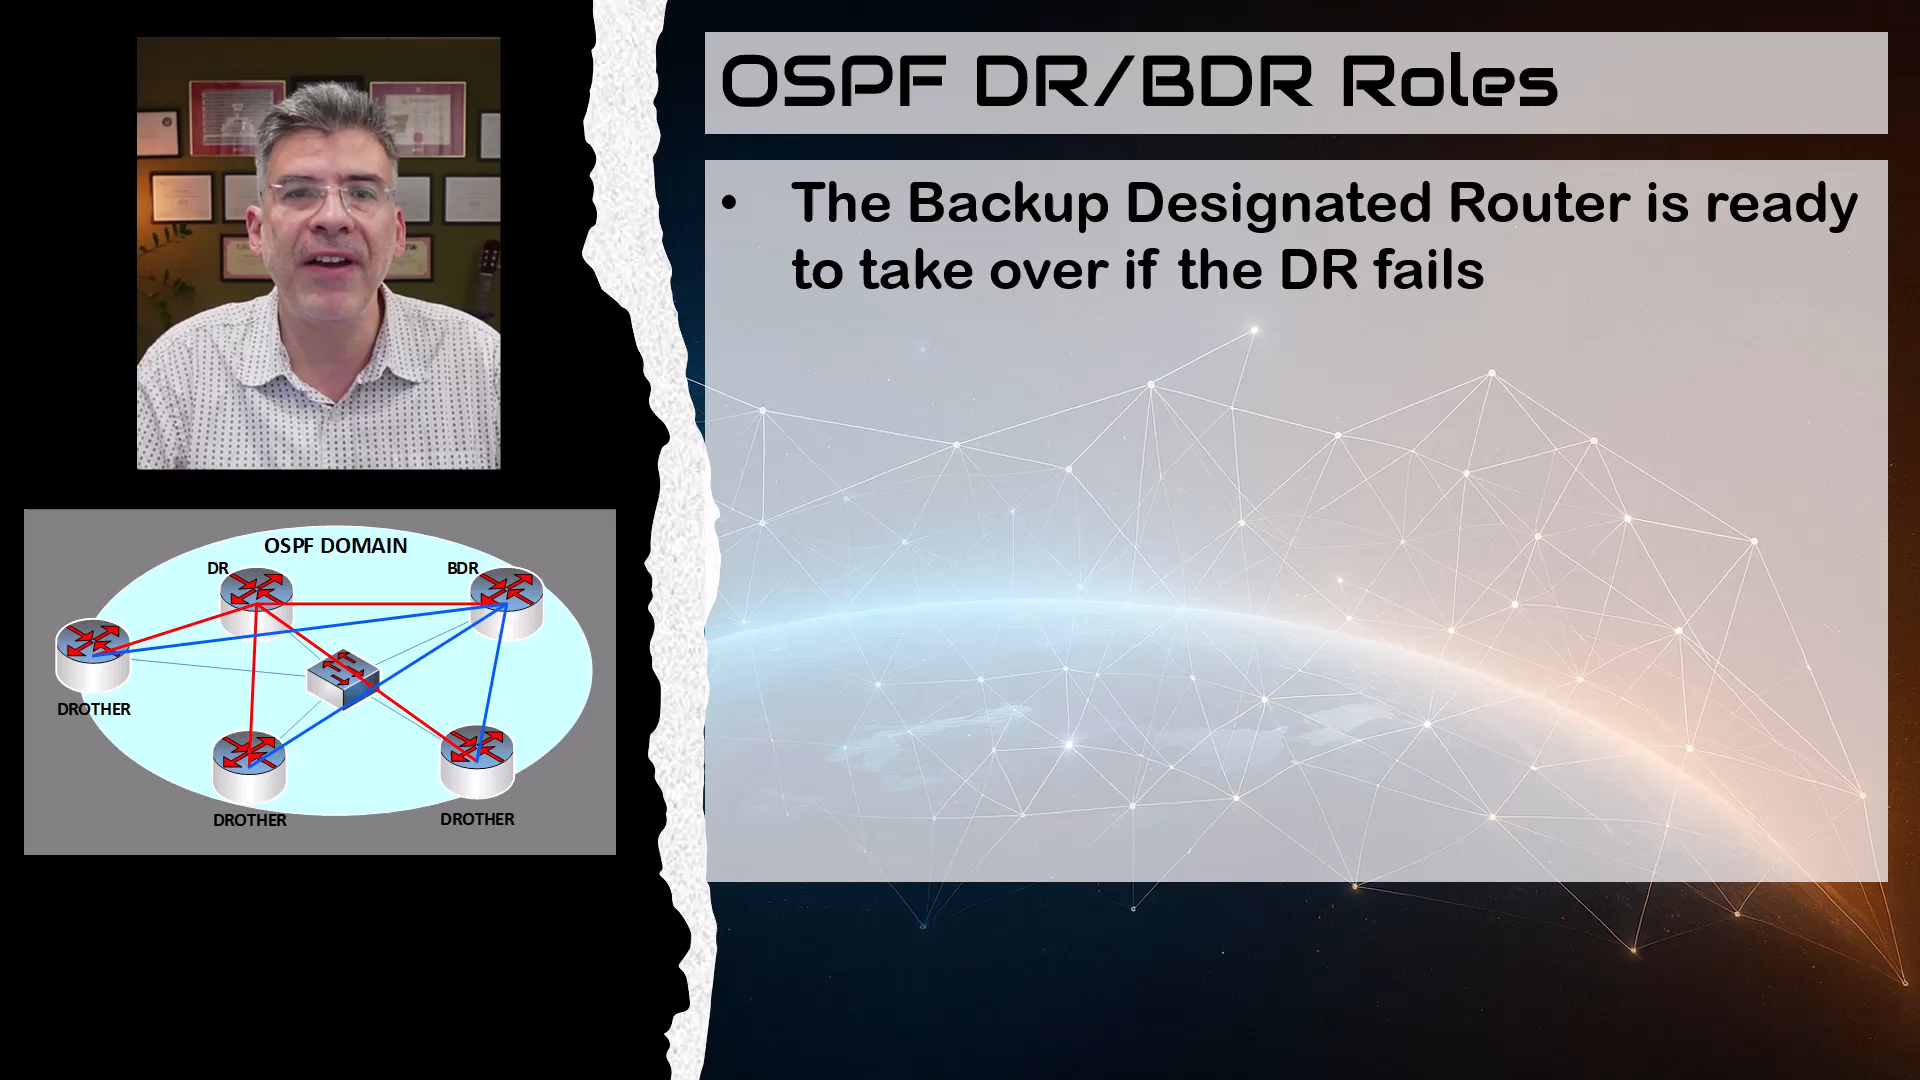 OSPF DR/BDR Roles
• The Backup Designated Router is ready
to take over if the DR fails
OSPF DOMAIN
DR
BDR
DROTHER
DROTHER
DROTHER